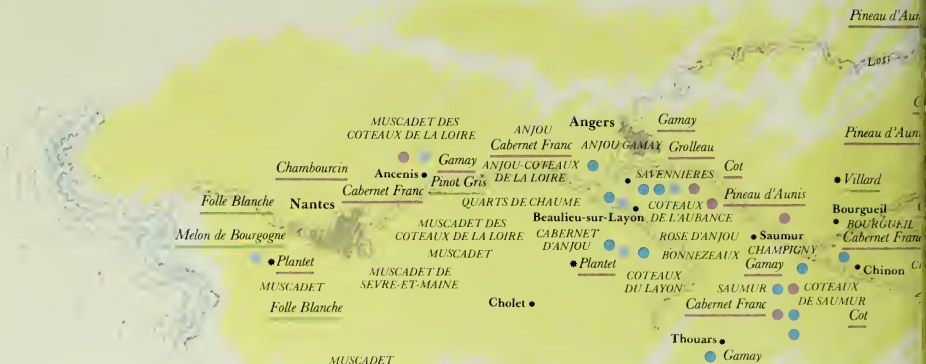 Pineau d'Aun
Loir
MUSCADET DES
COTEAUX DE LA LOIRE
ANJOU
Cabernet Franc
Angers
Gamay
ANJOU GAMAY
Grolleau
Pineau d'Aun
Chambourcin
Ancenis
Gamay
ANJOU-COTEAUX
DE LA LOIRE
SAVENNIERES
Cot
Villard
Folle Blanche
Cabernet Franc
Pinot Gris
QUARTS DE CHAUME
Pineau d'Aunis
Nantes
Beaulieu-sur-Layon
COTEAUX
DE L'AUBANCE
Bourgueil
BOURGUEIL
Cabernet Franc
Melon de Bourgogne
MUSCADET DES
COTEAUX DE LA LOIRE
CABERNET
D'ANJOU
ROSE D'ANJOU
Saumur
CHAMPIGNY
Plantet
MUSCADET
Plantet
BONNEZEAUX
Gamay
Chinon
MUSCADET
MUSCADET DE
SEVRE-ET-MAINE
COTEAUX
DU LAYON
SAUMUR
COTEAUX
DE SAUMUR
Folle Blanche
Cholet
Cabernet Franc
Cot
Thouars
MUSCADET
Gamay